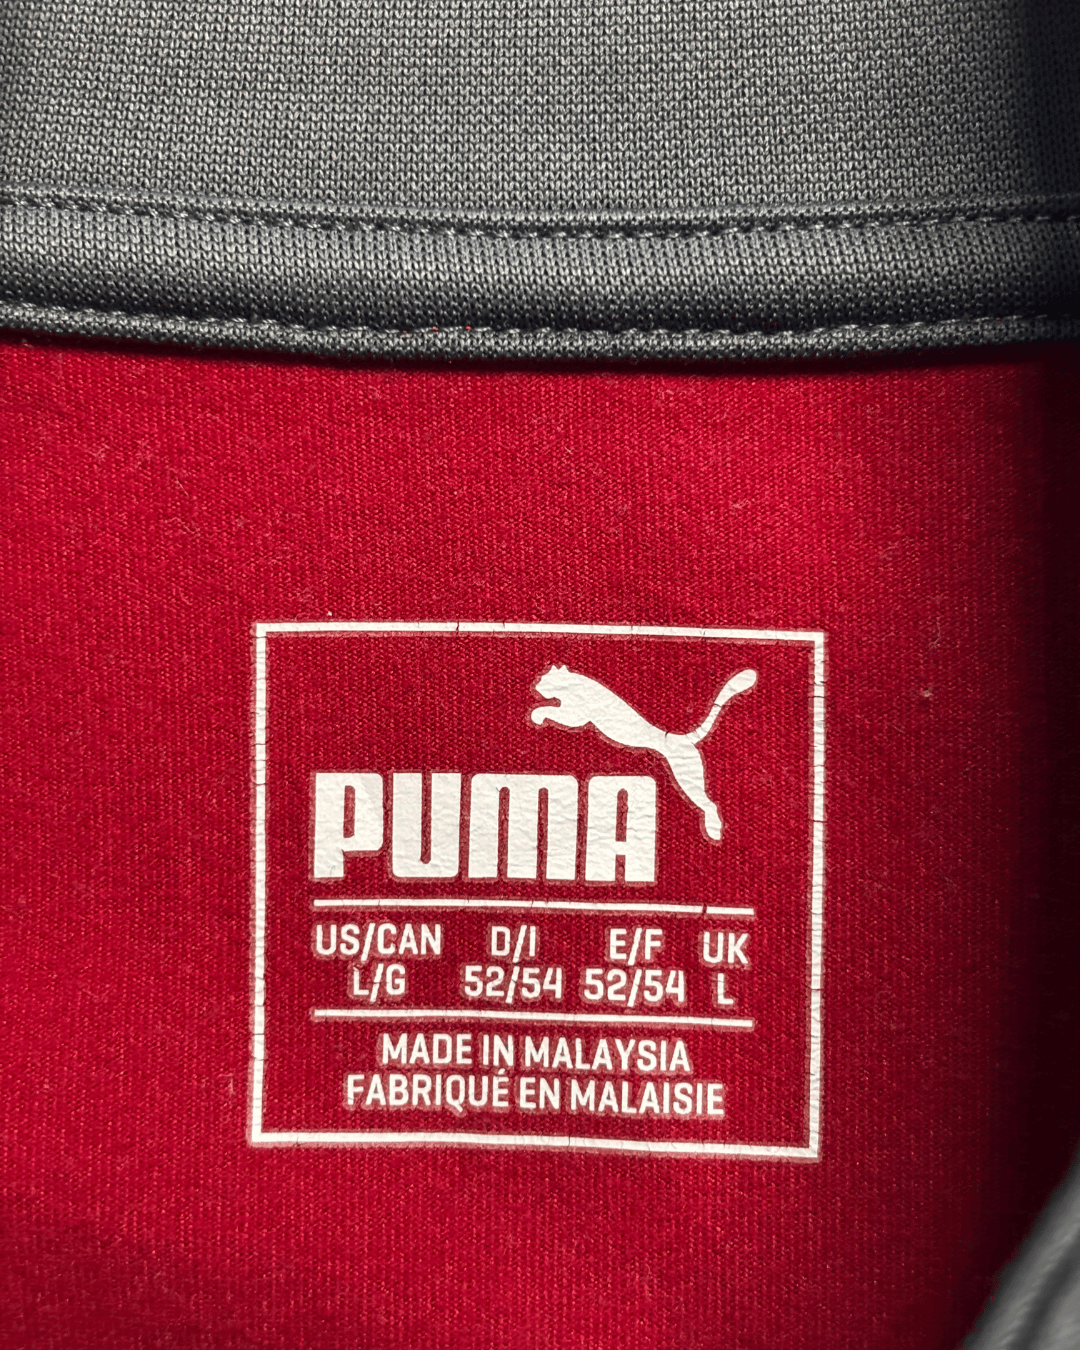 PUMA
US/CAN D/I E/F UK
L/G 52/54 52/54 L
MADE IN MALAYSIA
FABRIQUÉ EN MALAISIE